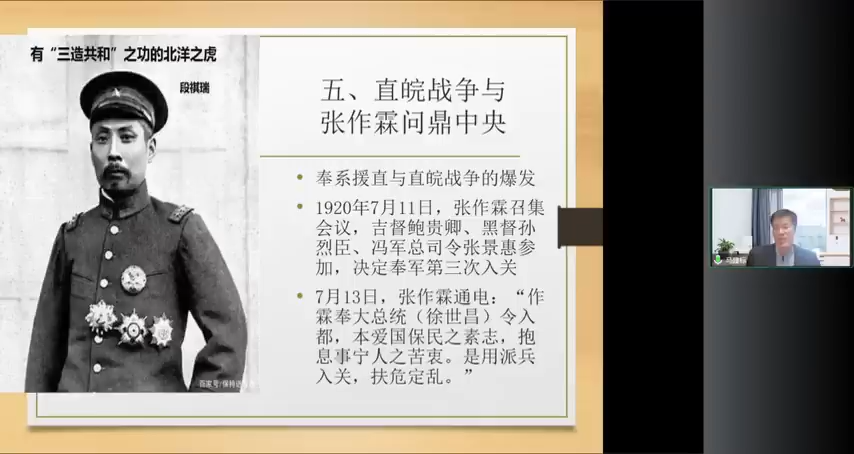 有“三造共和”之功的北洋之虎
段祺瑞
五、直皖战争与
张作霖问鼎中央
奉系援直与直皖战争的爆发
1920年7月11日，张作霖召集
会议，吉督鲍贵卿、黑督孙
烈臣、冯军总司令张景惠参
加，决定奉军第三次入关
7月13日，张作霖通电：“作
霖奉大总统（徐世昌）令入
都，本爱国保民之素志，抱
息事宁人之苦衷。是用派兵
入关，扶危定乱。”